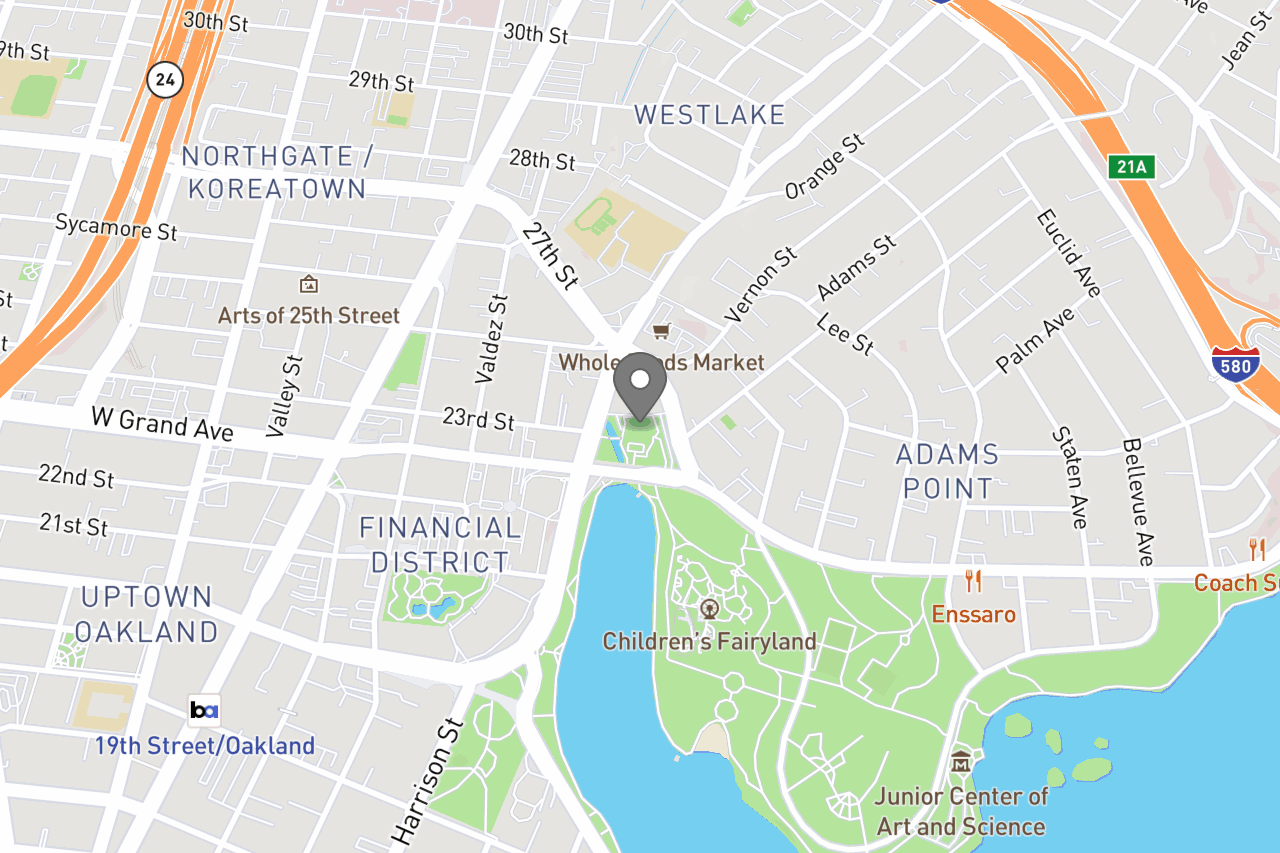 30th St
30th St
Ave
Jean St
9th St
29th St
24
WESTLAKE
28th St
Orange St
21A
NORTHGATE /
KOREATOWN
Sycamore St
27th St
Euclid Ave
Vernon St
Adams St
St
Arts of 25th Street
Valdez St
Lee St
Palm Ave
Whole Foods Market
580
Valley St
W Grand Ave
23rd St
22nd St
21st St
ADAMS
POINT
Staten Ave
Bellevue Ave
FINANCIAL
DISTRICT
UPTOWN
OAKLAND
Enssaro
Coach Su
Children's Fairyland
ba
19th Street/Oakland
Harrison St
Junior Center of
Art and Science